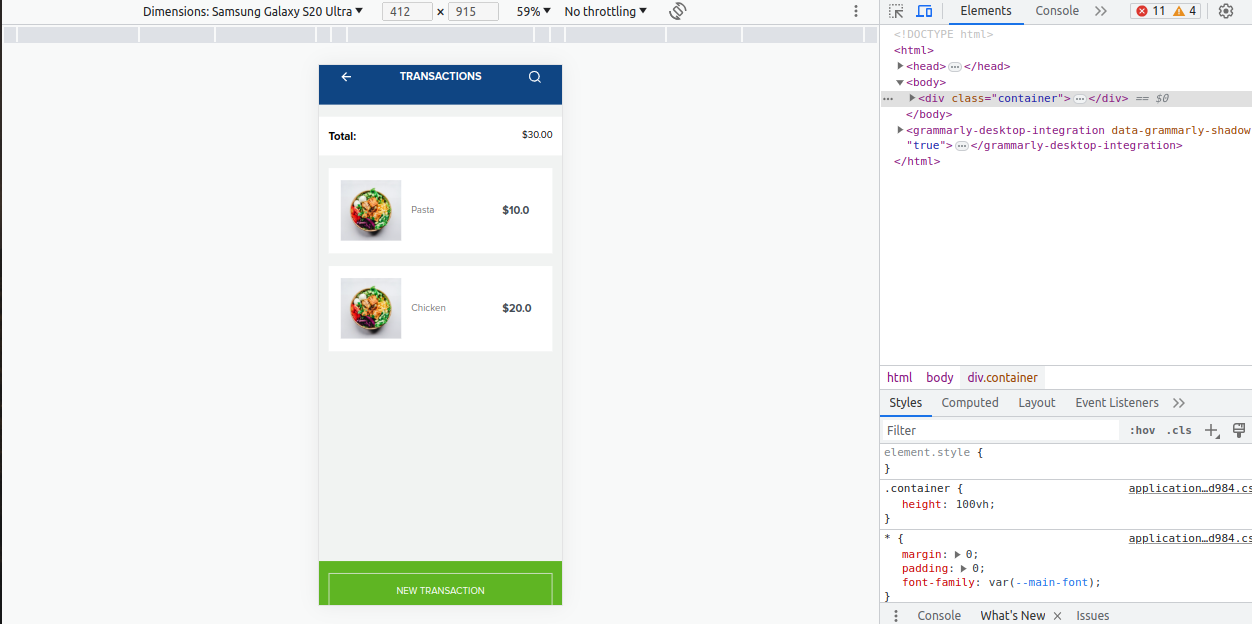 Dimensions: Samsung Galaxy S20 Ultra 412 × 915 59% No throttling
TRANSACTIONS
Total: $30.00
Pasta $10.0
Chicken $20.0
NEW TRANSACTION
Elements Console 11 4
<!DOCTYPE html>
<html>
<head>…</head>
<body>
… <div class="container">…</div> == $0
</body>
<grammarly-desktop-integration data-grammarly-shadow
"true">…</grammarly-desktop-integration>
</html>
html body div.container
Styles Computed Layout Event Listeners
Filter :hov .cls
element.style {
}
.container { application…d984.cs
height: 100vh;
}
* { application…d984.cs
margin: 0;
padding: 0;
font-family: var(--main-font);
}
Console What's New × Issues